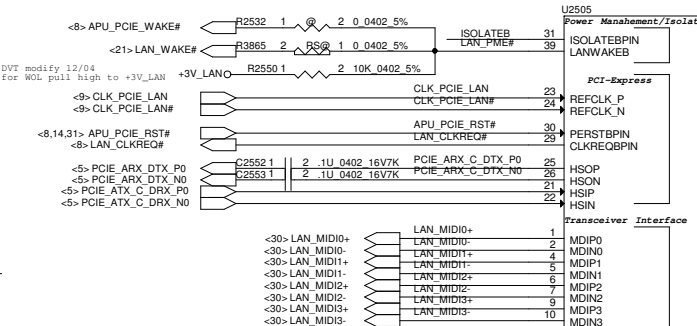 U2505
Power Manahement/Isolat
<8> APU_PCIE_WAKE# R2532 1 @ 2 0_0402_5%
ISOLATEB 31 ISOLATEBPIN
<21> LAN_WAKE# R3865 2 RS@ 1 0_0402_5% LAN_PME# 39 LANWAKEB
DVT modify 12/04
for WOL pull high to +3V_LAN
+3V_LAN R2550 1 2 10K_0402_5%
PCI-Express
<9> CLK_PCIE_LAN CLK_PCIE_LAN 23 REFCLK_P
<9> CLK_PCIE_LAN# CLK_PCIE_LAN# 24 REFCLK_N
<8,14,31> APU_PCIE_RST# APU_PCIE_RST# 30 PERSTBPIN
<8> LAN_CLKREQ# LAN_CLKREQ# 29 CLKREQBPIN
<5> PCIE_ARX_DTX_P0 C2552 1 2 .1U_0402_16V7K PCIE_ARX_C_DTX_P0 25 HSOP
<5> PCIE_ARX_DTX_N0 C2553 1 2 .1U_0402_16V7K PCIE_ARX_C_DTX_N0 26 HSON
<5> PCIE_ATX_C_DRX_P0 21 HSIP
<5> PCIE_ATX_C_DRX_N0 22 HSIN
Transceiver Interface
<30> LAN_MIDI0+ LAN_MIDI0+ 1 MDIP0
<30> LAN_MIDI0- LAN_MIDI0- 2 MDIN0
<30> LAN_MIDI1+ LAN_MIDI1+ 4 MDIP1
<30> LAN_MIDI1- LAN_MIDI1- 5 MDIN1
<30> LAN_MIDI2+ LAN_MIDI2+ 6 MDIP2
<30> LAN_MIDI2- LAN_MIDI2- 7 MDIN2
<30> LAN_MIDI3+ LAN_MIDI3+ 9 MDIP3
<30> LAN_MIDI3- LAN_MIDI3- 10 MDIN3